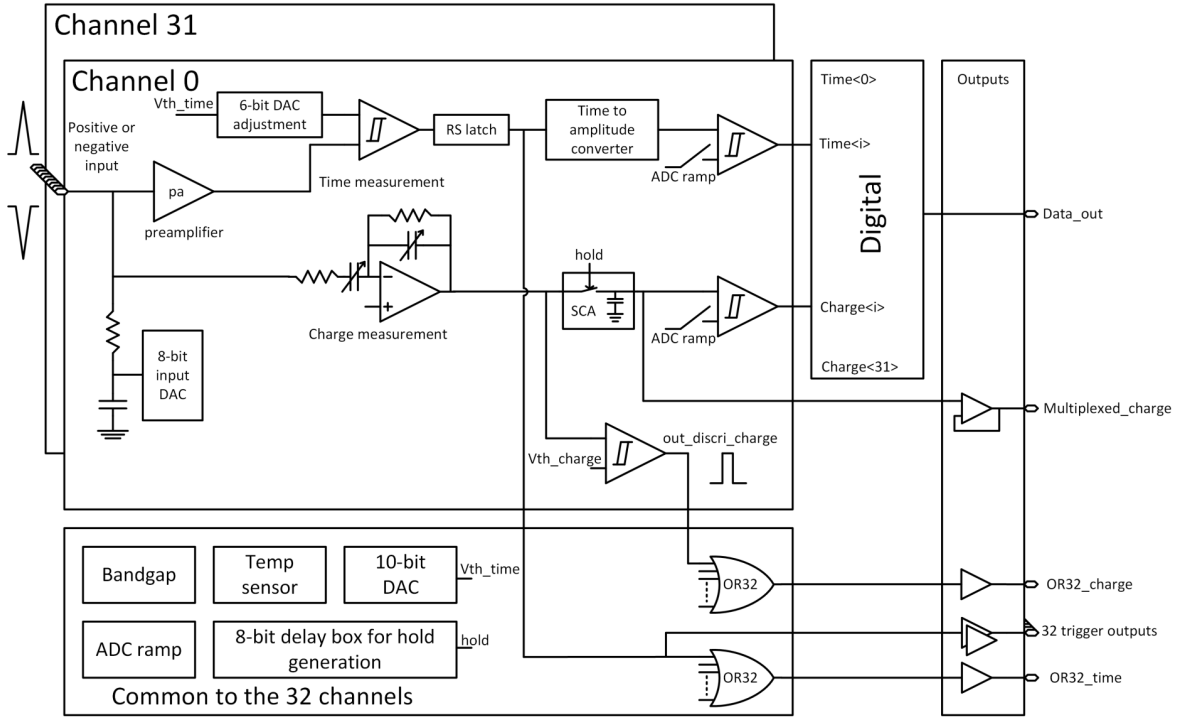 Channel 31
Channel 0
Vth_time
6-bit DAC
adjustment
Positive or
negative
input
RS latch
Time to
amplitude
converter
ADC ramp
Time<0>
Time<i>
Outputs
pa
preamplifier
Time measurement
Digital
Data_out
hold
SCA
−
+
Charge measurement
ADC ramp
Charge<i>
Charge<31>
8-bit
input
DAC
Multiplexed_charge
Vth_charge
out_discri_charge
Bandgap
Temp
sensor
10-bit
DAC
Vth_time
OR32
OR32_charge
ADC ramp
8-bit delay box for hold
generation
hold
32 trigger outputs
OR32
OR32_time
Common to the 32 channels